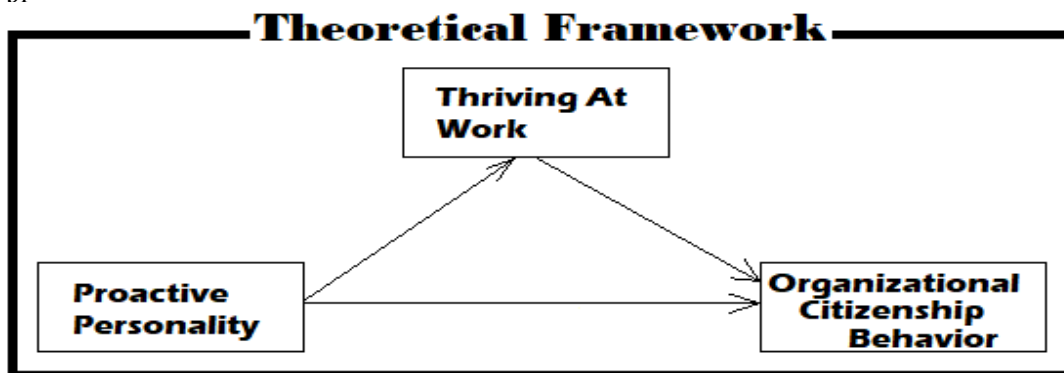 Theoretical Framework
Thriving At
Work
Proactive
Personality
Organizational
Citizenship
Behavior